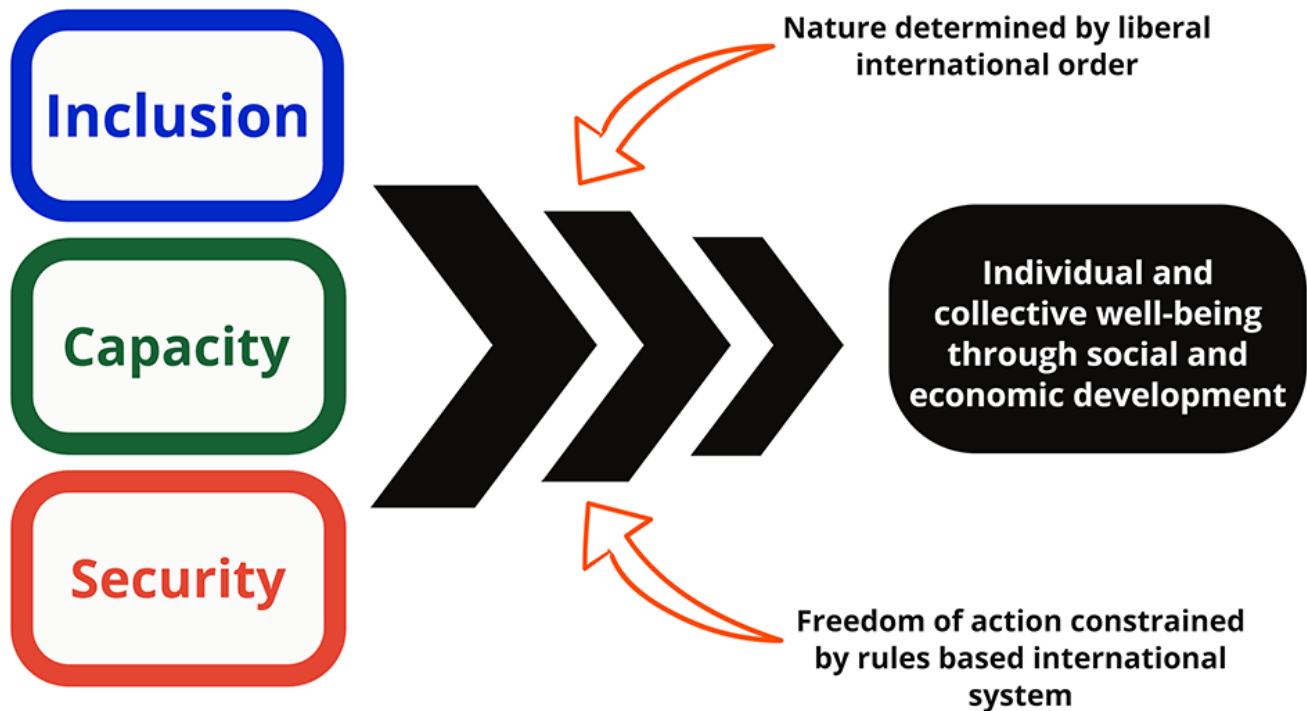 Inclusion
Capacity
Security
Nature determined by liberal
international order
Individual and
collective well-being
through social and
economic development
Freedom of action constrained
by rules based international
system